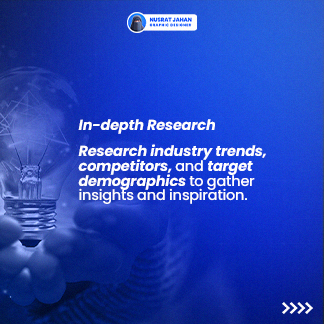 NUSRAT JAHAN
GRAPHIC DESIGNER
In-depth Research
Research industry trends,
competitors, and target
demographics to gather
insights and inspiration.